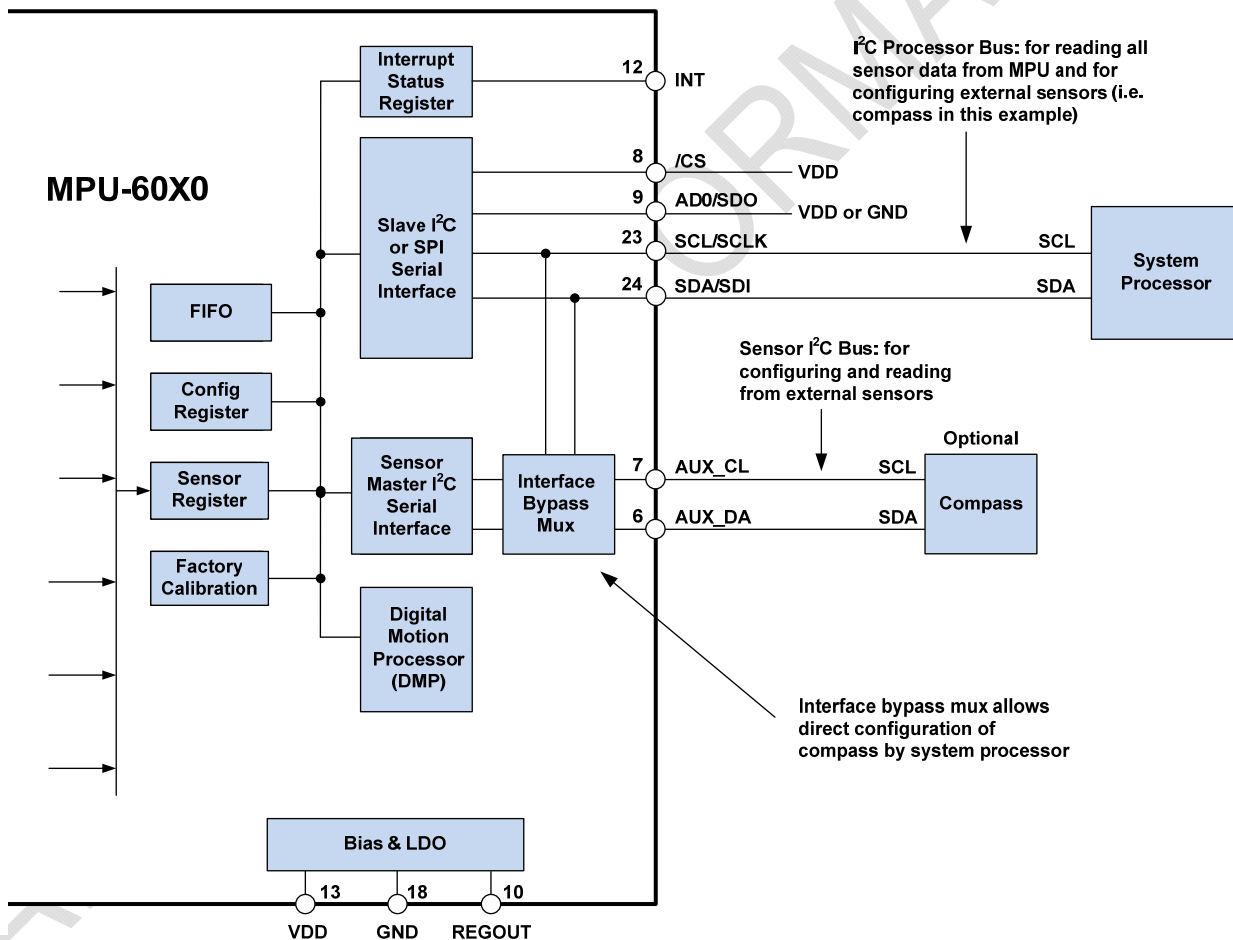 Interrupt
Status
Register
12
INT
I²C Processor Bus: for reading all
sensor data from MPU and for
configuring external sensors (i.e.
compass in this example)
MPU-60X0
Slave I²C
or SPI
Serial
Interface
8
/CS
VDD
9
AD0/SDO
VDD or GND
23
SCL/SCLK
SCL
24
SDA/SDI
SDA
System
Processor
FIFO
Config
Register
Sensor
Register
Factory
Calibration
Sensor I²C Bus: for
configuring and reading
from external sensors
Sensor
Master I²C
Serial
Interface
Interface
Bypass
Mux
7
AUX_CL
SCL
6
AUX_DA
SDA
Optional
Compass
Digital
Motion
Processor
(DMP)
Interface bypass mux allows
direct configuration of
compass by system processor
Bias & LDO
13
18
10
VDD
GND
REGOUT